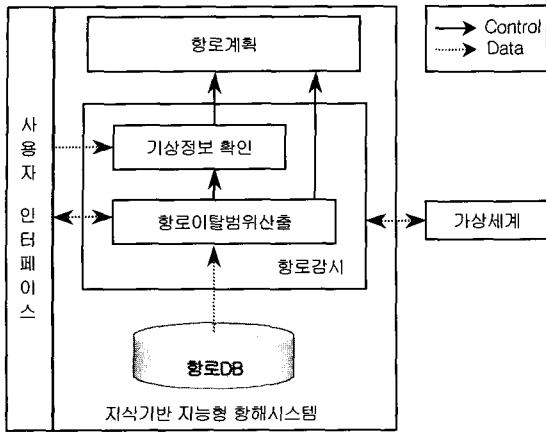 항로계획
Control
Data
사용자 인터페이스
기상정보 확인
항로이탈범위산출
항로감시
가상세계
항로DB
지식기반 지능형 항해시스템